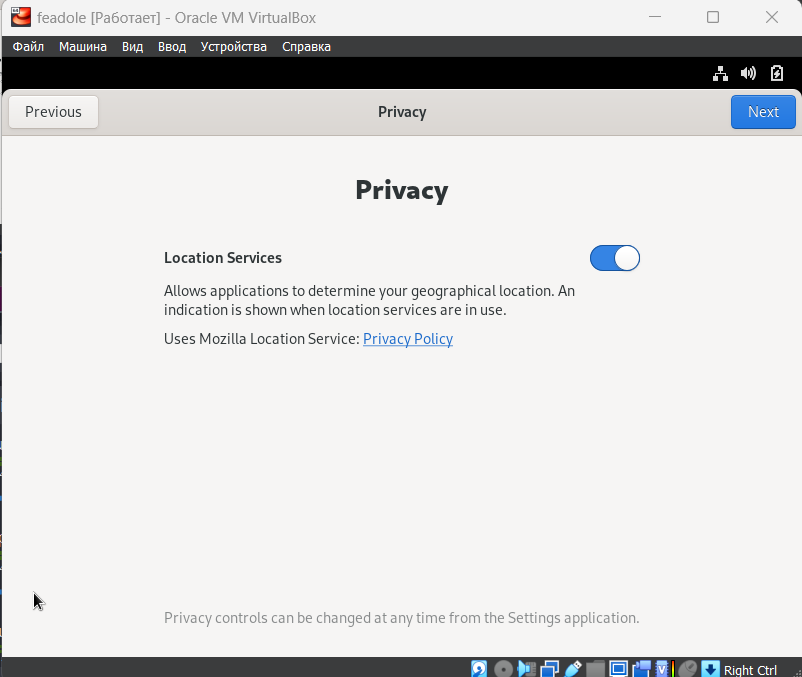 feadole [Работает] - Oracle VM VirtualBox
Файл Машина Вид Ввод Устройства Справка
Previous Privacy Next
Privacy
Location Services
Allows applications to determine your geographical location. An
indication is shown when location services are in use.
Uses Mozilla Location Service: Privacy Policy
Privacy controls can be changed at any time from the Settings application.
Right Ctrl